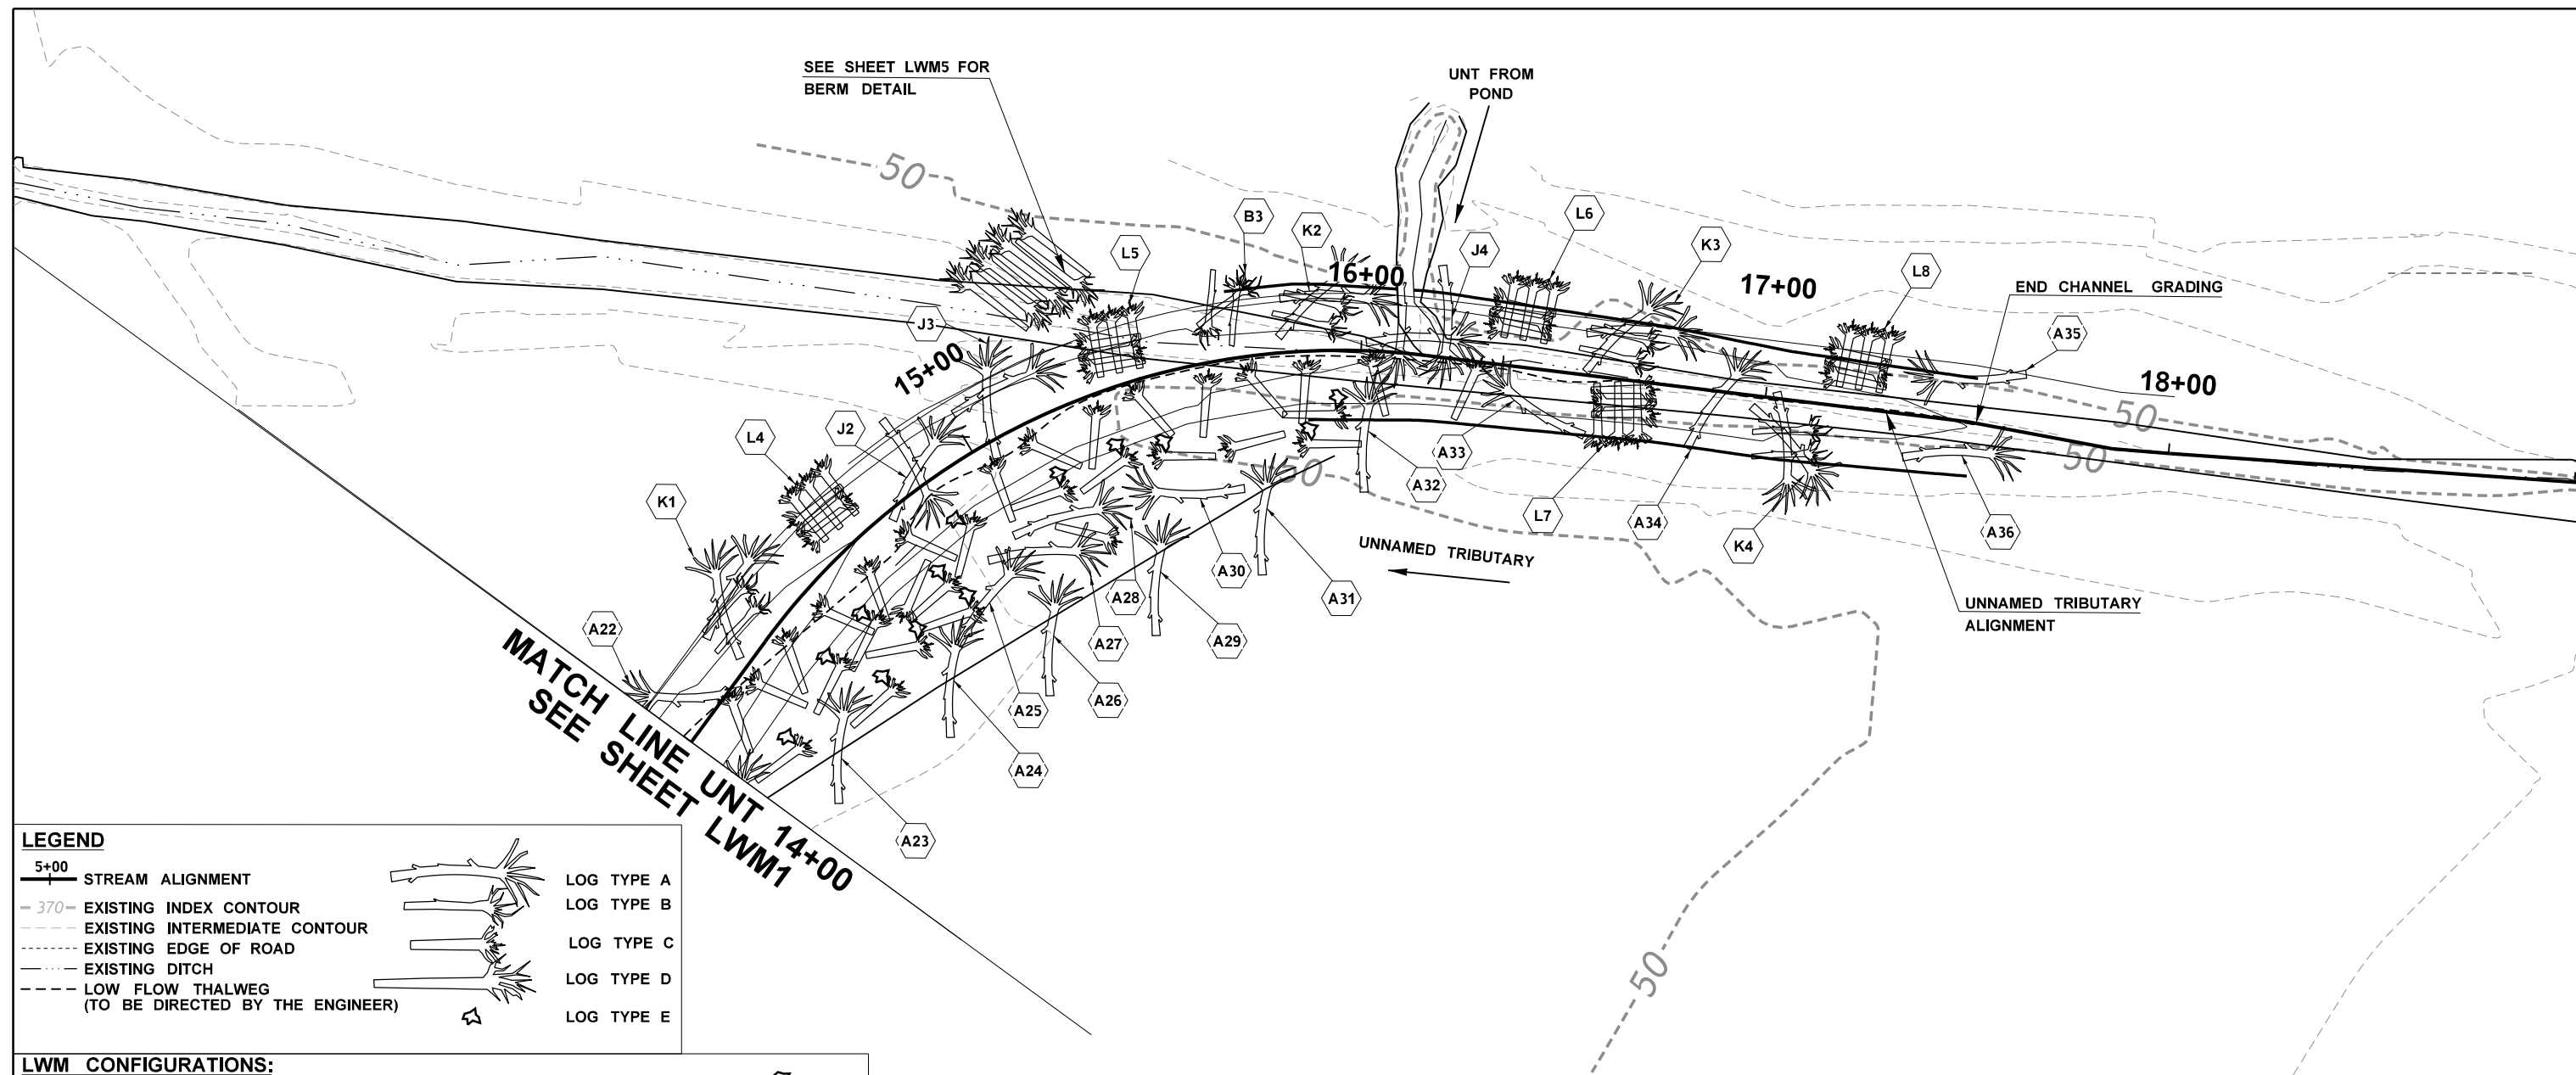 SEE SHEET LWM5 FOR
BERM DETAIL
UNT FROM
POND
50
B3
K2
L5
16+00
J4
L6
K3
17+00
L8
END CHANNEL GRADING
A35
18+00
50
50
J3
15+00
L4
J2
K1
A22
50
A33
A32
L7
A34
K4
A36
UNNAMED TRIBUTARY
A31
A30
A28
A29
A27
A26
A25
A24
A23
UNNAMED TRIBUTARY
ALIGNMENT
MATCH LINE UNT 14+00
SEE SHEET LWM1
50
LEGEND
5+00
STREAM ALIGNMENT
370
EXISTING INDEX CONTOUR
EXISTING INTERMEDIATE CONTOUR
EXISTING EDGE OF ROAD
EXISTING DITCH
LOW FLOW THALWEG
(TO BE DIRECTED BY THE ENGINEER)
LOG TYPE A
LOG TYPE B
LOG TYPE C
LOG TYPE D
LOG TYPE E
LWM CONFIGURATIONS: